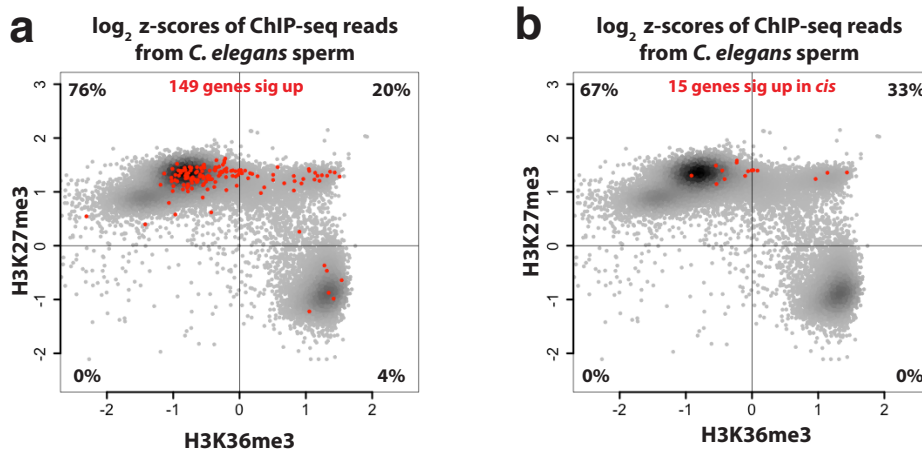 a
log₂ z-scores of ChIP-seq reads
from C. elegans sperm
76%
149 genes sig up
20%
3
2
1
0
-1
-2
H3K27me3
0%
4%
-2
-1
0
1
2
H3K36me3
b
log₂ z-scores of ChIP-seq reads
from C. elegans sperm
67%
15 genes sig up in cis
33%
3
2
1
0
-1
-2
H3K27me3
0%
0%
-2
-1
0
1
2
H3K36me3